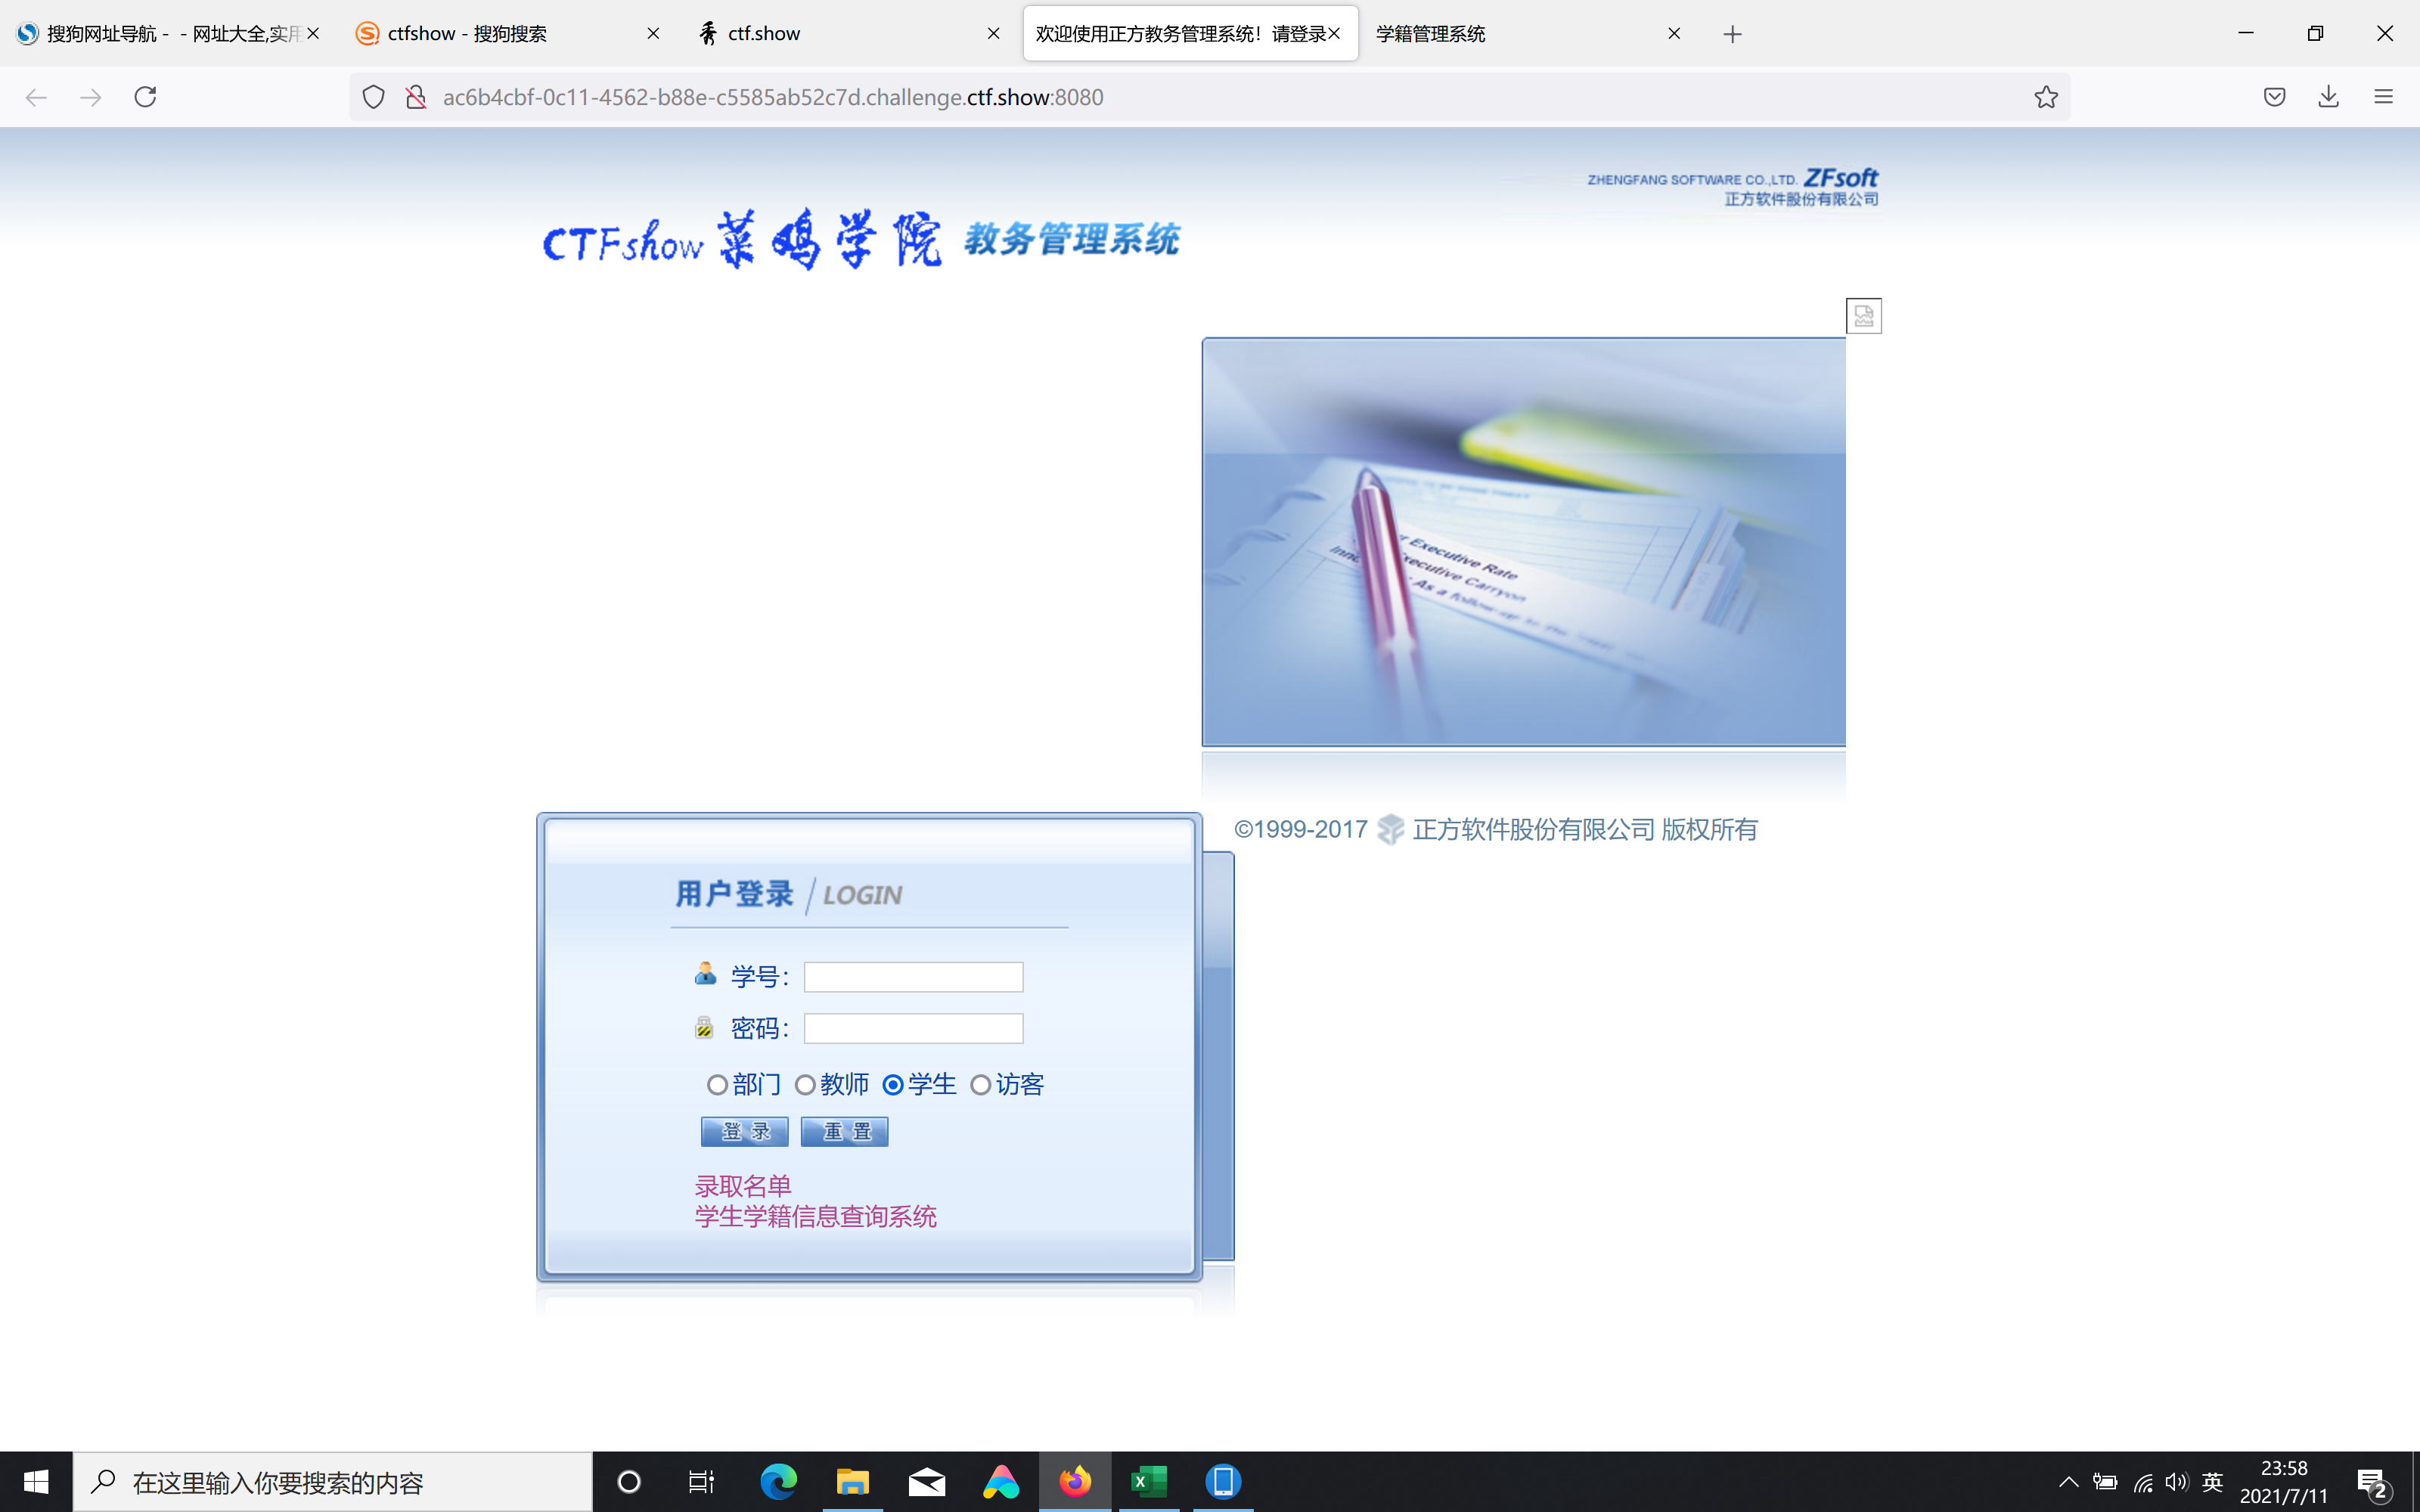 搜狗网址导航 - - 网址大全,实用
ctfshow - 搜狗搜索
ctf.show
欢迎使用正方教务管理系统！请登录
学籍管理系统
ac6b4cbf-0c11-4562-b88e-c5585ab52c7d.challenge.ctf.show:8080
ZHENGFANG SOFTWARE CO.,LTD. ZFsoft
正方软件股份有限公司
CTFshow 菜鸡学院 教务管理系统
r Executive Rate
Executive Carryon
As a follow-up to the
©1999-2017 正方软件股份有限公司 版权所有
用户登录 / LOGIN
学号：
密码：
部门 教师 学生 访客
登 录 重 置
录取名单
学生学籍信息查询系统
在这里输入你要搜索的内容
英
23:58
2021/7/11
2